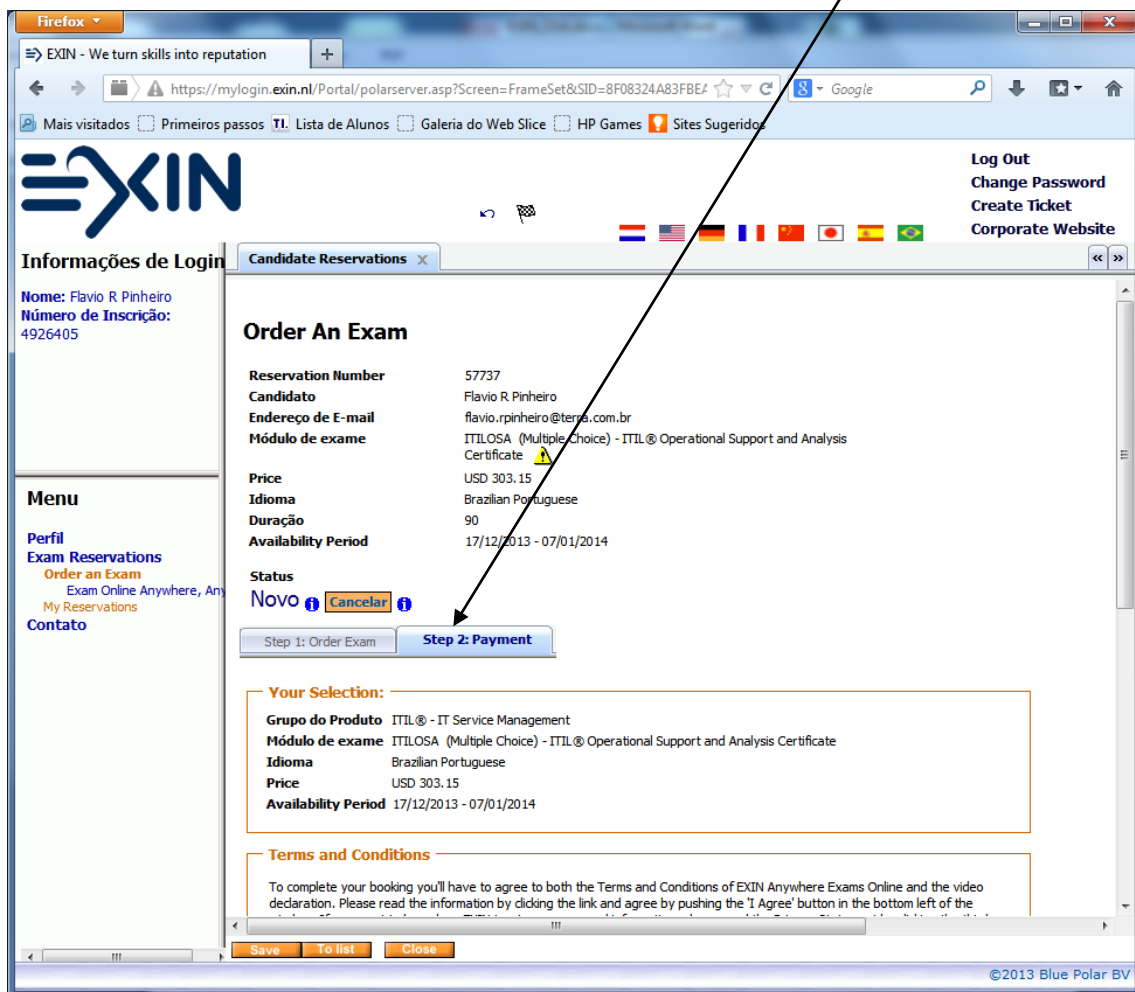 Firefox
EXIN - We turn skills into reputation
https://mylogin.exin.nl/Portal/polarserver.asp?Screen=FrameSet&SID=8F08324A83FBE
Google
Mais visitados Primeiros passos TI. Lista de Alunos Galeria do Web Slice HP Games Sites Sugeridos
EXIN
Log Out
Change Password
Create Ticket
Corporate Website
Informações de Login
Nome: Flavio R Pinheiro
Número de Inscrição:
4926405
Menu
Perfil
Exam Reservations
Order an Exam
Exam Online Anywhere, Any
My Reservations
Contato
Candidate Reservations X
Order An Exam
Reservation Number 57737
Candidato Flavio R Pinheiro
Endereço de E-mail flavio.rpinheiro@terra.com.br
Módulo de exame ITILOSA (Multiple Choice) - ITIL® Operational Support and Analysis
Certificate
Price USD 303.15
Idioma Brazilian Portuguese
Duração 90
Availability Period 17/12/2013 - 07/01/2014
Status
Novo Cancelar
Step 1: Order Exam Step 2: Payment
Your Selection:
Grupo do Produto ITIL® - IT Service Management
Módulo de exame ITILOSA (Multiple Choice) - ITIL® Operational Support and Analysis Certificate
Idioma Brazilian Portuguese
Price USD 303.15
Availability Period 17/12/2013 - 07/01/2014
Terms and Conditions
To complete your booking you'll have to agree to both the Terms and Conditions of EXIN Anywhere Exams Online and the video
declaration. Please read the information by clicking the link and agree by pushing the 'I Agree' button in the bottom left of the
Save To list Close
©2013 Blue Polar BV